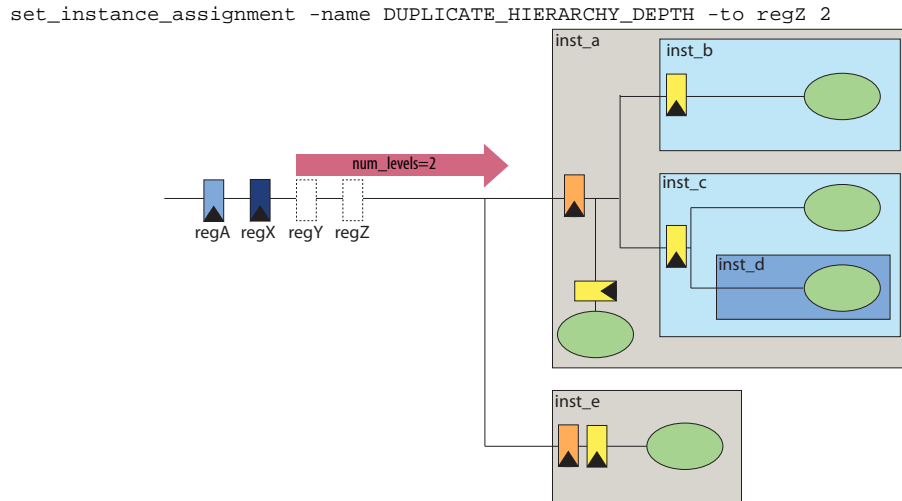 set_instance_assignment -name DUPLICATE_HIERARCHY_DEPTH -to regZ 2
inst_a
inst_b
num_levels=2
inst_c
regA regX regY regZ
inst_d
inst_e